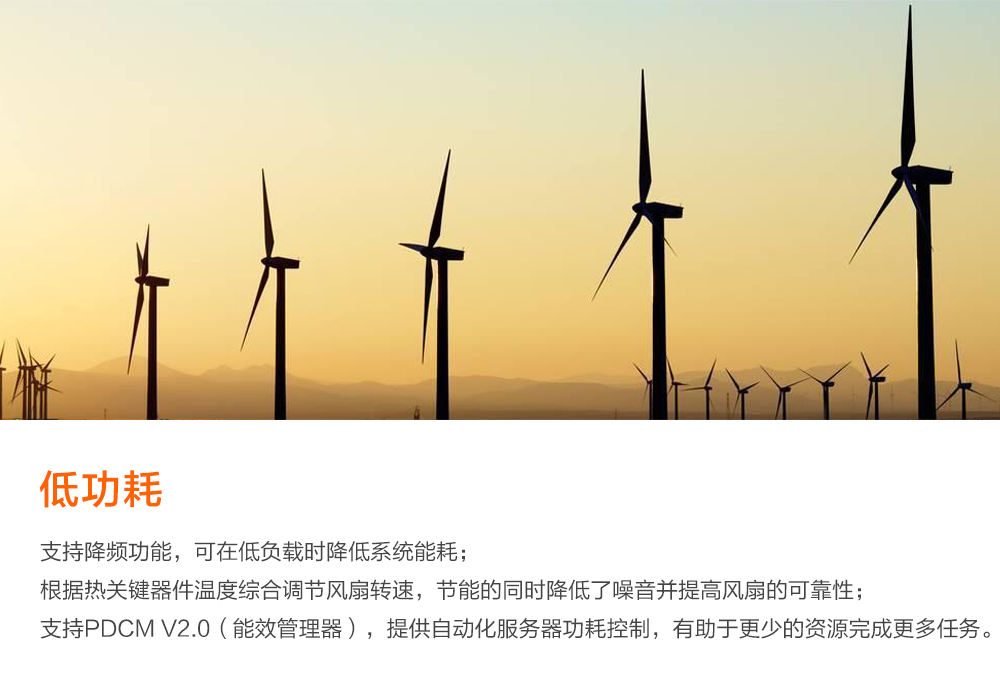 低功耗
支持降频功能，可在低负载时降低系统能耗；
根据热关键器件温度综合调节风扇转速，节能的同时降低了噪音并提高风扇的可靠性；
支持PDCM V2.0（能效管理器），提供自动化服务器功耗控制，有助于更少的资源完成更多任务。